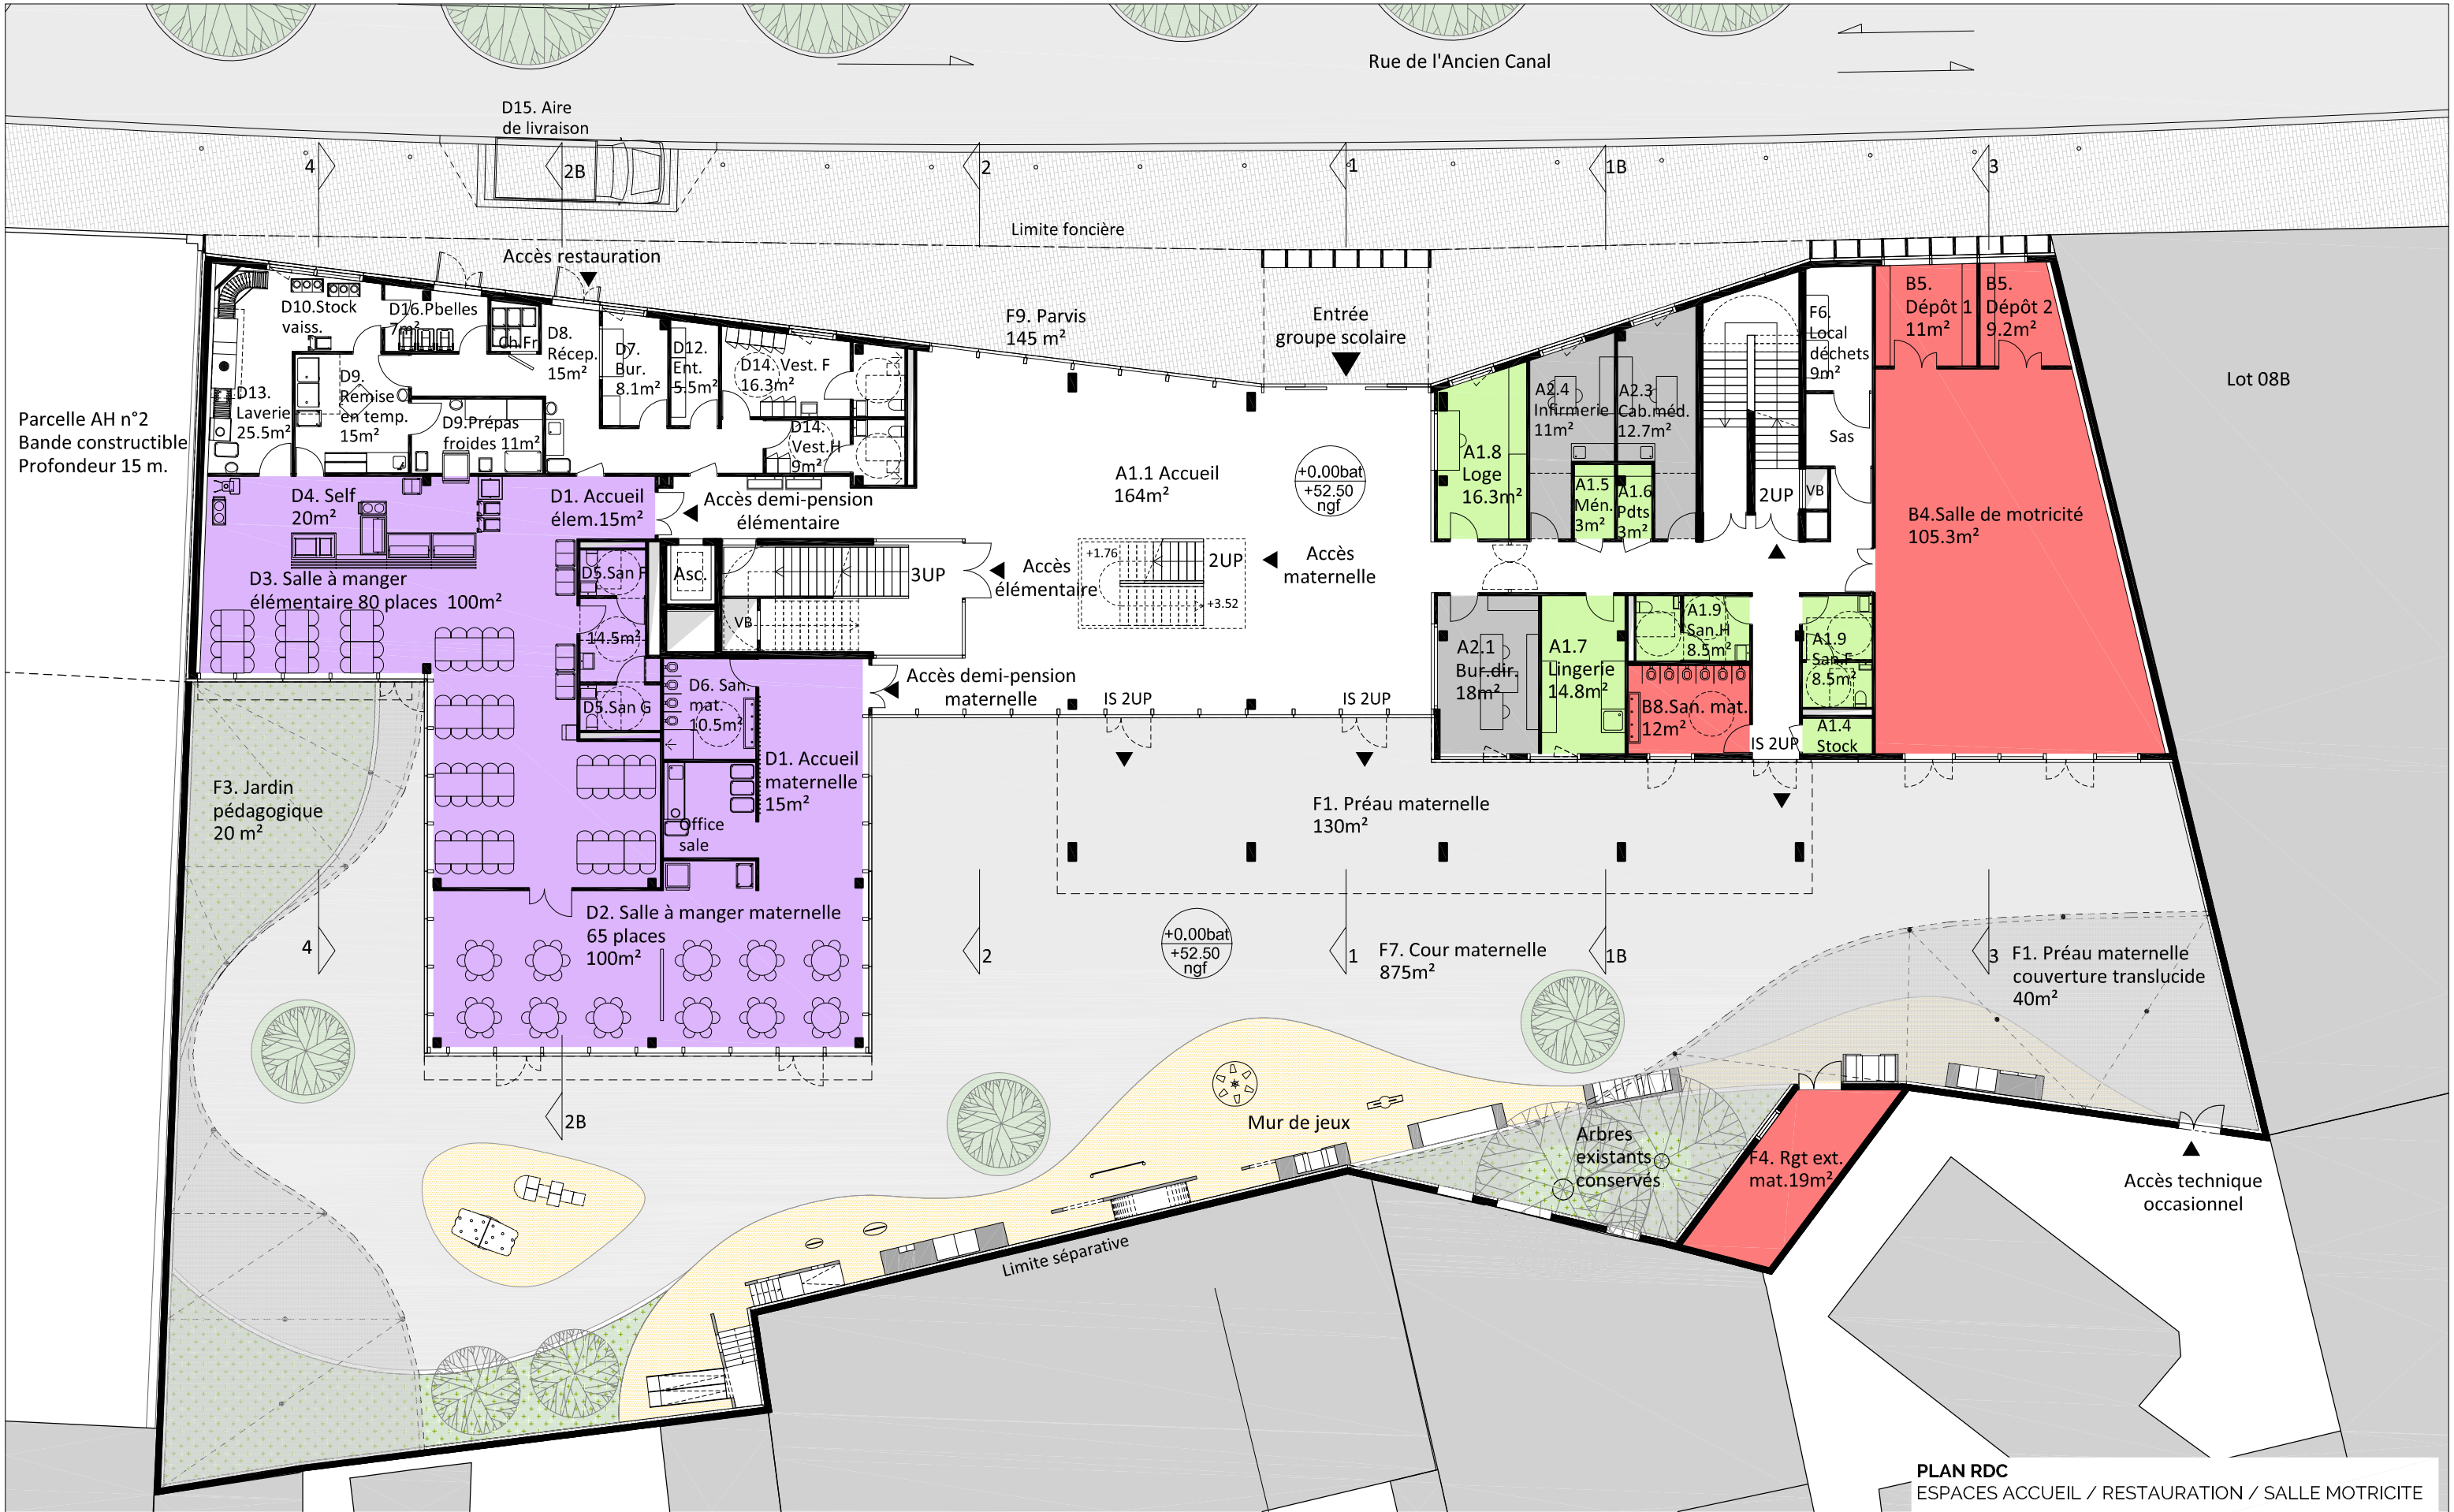 Rue de l'Ancien Canal
D15. Aire
de livraison
4
2B
2
1
1B
3
Limite foncière
Accès restauration
F9. Parvis
145 m²
Entrée
groupe scolaire
Parcelle AH n°2
Bande constructible
Profondeur 15 m.
Lot 08B
D10.Stock
vaiss.
D16.Pbelles
7m²
Ch.Fr
D8.
Récep.
15m²
D7.
Bur.
8.1m²
D12.
Ent.
5.5m²
D14. Vest. F
16.3m²
D13.
Laverie
25.5m²
D9.
Remise
en temp.
15m²
D9.Prépas
froides 11m²
D14.
Vest.H
9m²
A1.1 Accueil
164m²
+0.00bat
+52.50
ngf
A1.8
Loge
16.3m²
A2.4
Infirmerie
11m²
A2.3
Cab.méd.
12.7m²
A1.5
Mén.
3m²
A1.6
Pdts
3m²
F6.
Local
déchets
9m²
Sas
VB
2UP
B5.
Dépôt 1
11m²
B5.
Dépôt 2
9.2m²
B4.Salle de motricité
105.3m²
D4. Self
20m²
D1. Accueil
élem.15m²
Accès demi-pension
élémentaire
D3. Salle à manger
élémentaire 80 places  100m²
D5.San F
14.5m²
D5.San G
Asc.
VB
3UP
Accès
élémentaire
+1.76
+3.52
2UP
Accès
maternelle
Accès demi-pension
maternelle
IS 2UP
IS 2UP
D6. San.
mat.
10.5m²
D1. Accueil
maternelle
15m²
Office
sale
A2.1
Bur.dir.
18m²
A1.7
Lingerie
14.8m²
A1.9
San.H
8.5m²
B8.San. mat.
12m²
A1.9
San.F
8.5m²
A1.4
Stock
IS 2UP
F3. Jardin
pédagogique
20 m²
F1. Préau maternelle
130m²
D2. Salle à manger maternelle
65 places
100m²
4
2
1
1B
3
+0.00bat
+52.50
ngf
F7. Cour maternelle
875m²
F1. Préau maternelle
couverture translucide
40m²
2B
Mur de jeux
Arbres
existants
conservés
F4. Rgt ext.
mat.19m²
Accès technique
occasionnel
Limite séparative
PLAN RDC
ESPACES ACCUEIL / RESTAURATION / SALLE MOTRICITE